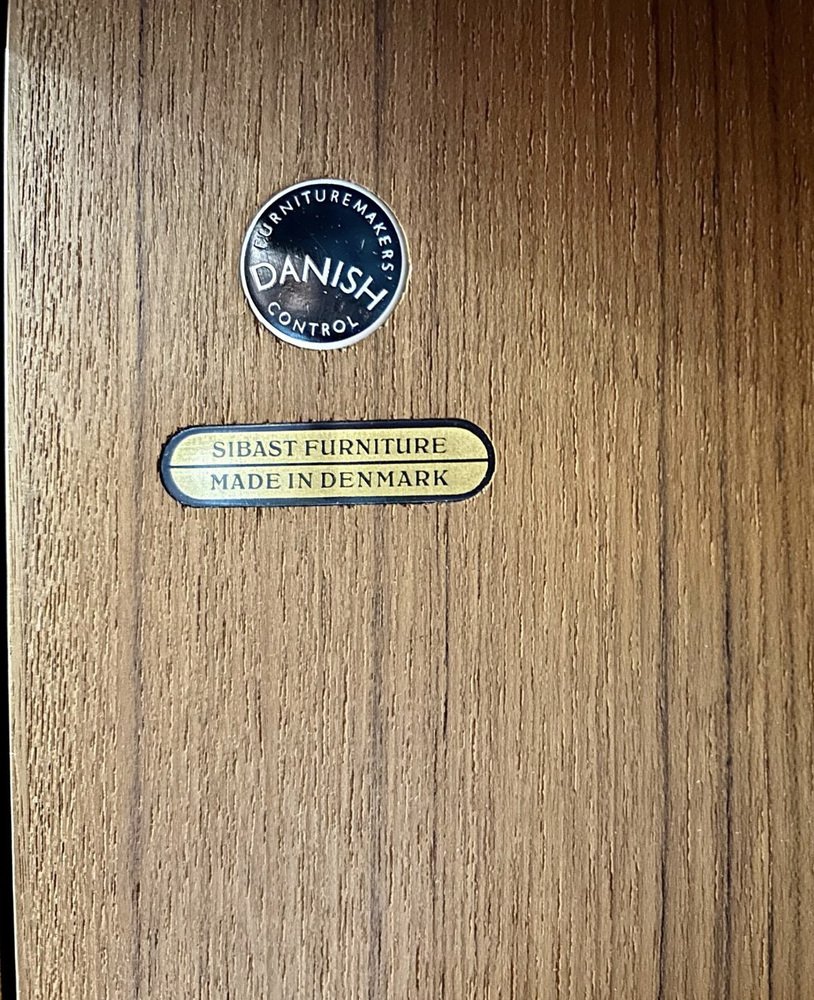 FURNITUREMAKERS'
DANISH
CONTROL
SIBAST FURNITURE
MADE IN DENMARK